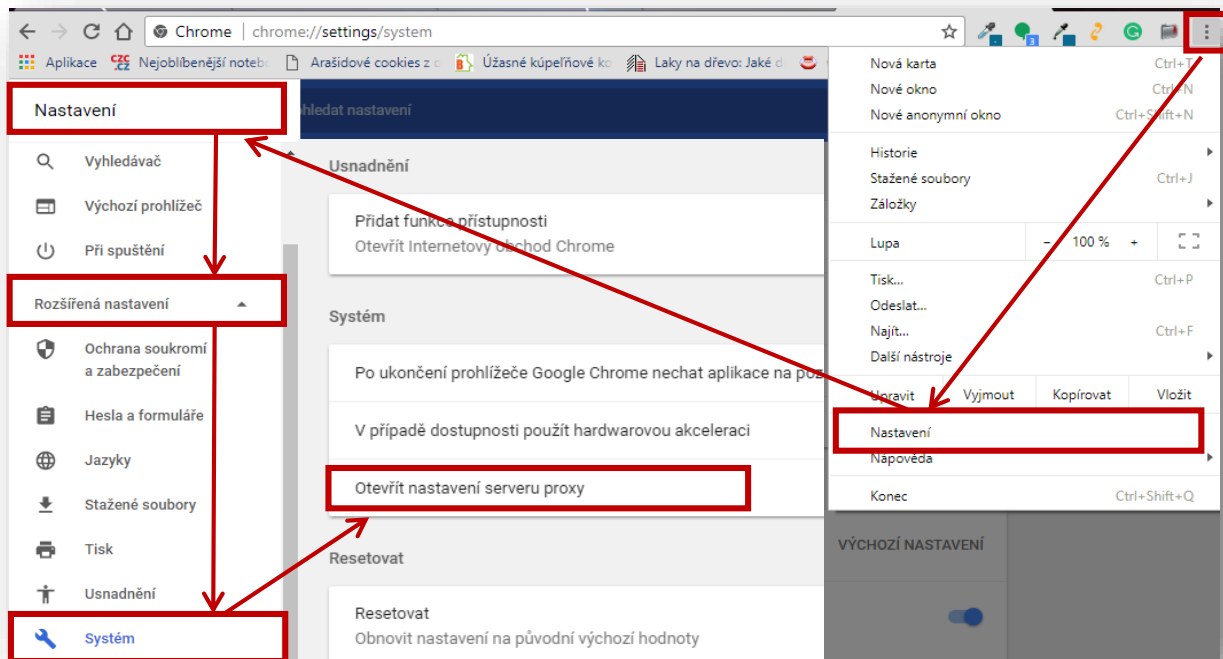 Chrome | chrome://settings/system
Aplikace
CZC.CZ Nejoblíbenější noteb
Arašídové cookies z
Úžasné kúpeľňové ko
Laky na dřevo: Jaké
3
Nastavení
hledat nastavení
Vyhledávač
Výchozí prohlížeč
Při spuštění
Rozšířená nastavení
Ochrana soukromí
a zabezpečení
Hesla a formuláře
Jazyky
Stažené soubory
Tisk
Usnadnění
Systém
Usnadnění
Přidat funkce přístupnosti
Otevřít Internetový obchod Chrome
Systém
Po ukončení prohlížeče Google Chrome nechat aplikace na poz
V případě dostupnosti použít hardwarovou akceleraci
Otevřít nastavení serveru proxy
Resetovat
Resetovat
Obnovit nastavení na původní výchozí hodnoty
Nová karta Ctrl+T
Nové okno Ctrl+N
Nové anonymní okno Ctrl+Shift+N
Historie
Stažené soubory Ctrl+J
Záložky
Lupa - 100 % +
Tisk... Ctrl+P
Odeslat...
Najít... Ctrl+F
Další nástroje
Upravit Vyjmout Kopírovat Vložit
Nastavení
Nápověda
Konec Ctrl+Shift+Q
VÝCHOZÍ NASTAVENÍ